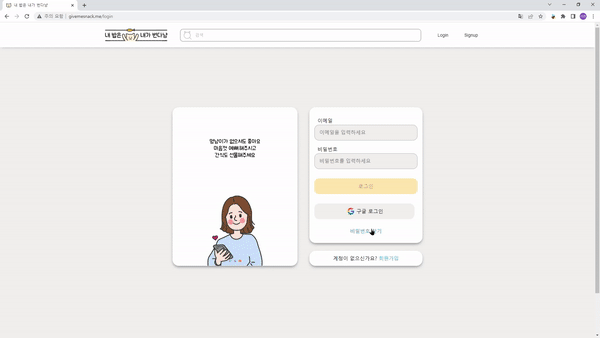 내 밥은 내가 번다냥
주의 요함 | givemesnack.me/login
내 밥은 내가 번다냥
검색
Login
Signup
멍냥이가 없으셔도 좋아요
마음껏 예뻐해주시고
간식도 선물해주세요
이메일
이메일을 입력하세요
비밀번호
비밀번호를 입력하세요
로그인
구글 로그인
비밀번호 찾기
계정이 없으신가요? 회원가입